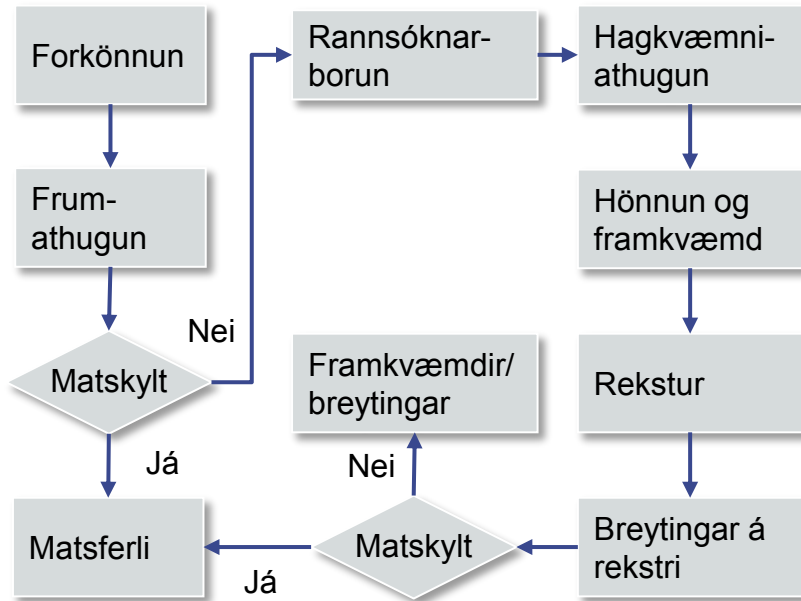 Forkönnun
Frum-
athugun
Matskylt
Nei
Já
Matsferli
Rannsóknar-
borun
Hagkvæmni-
athugun
Hönnun og
framkvæmd
Rekstur
Breytingar á
rekstri
Matskylt
Nei
Já
Framkvæmdir/
breytingar